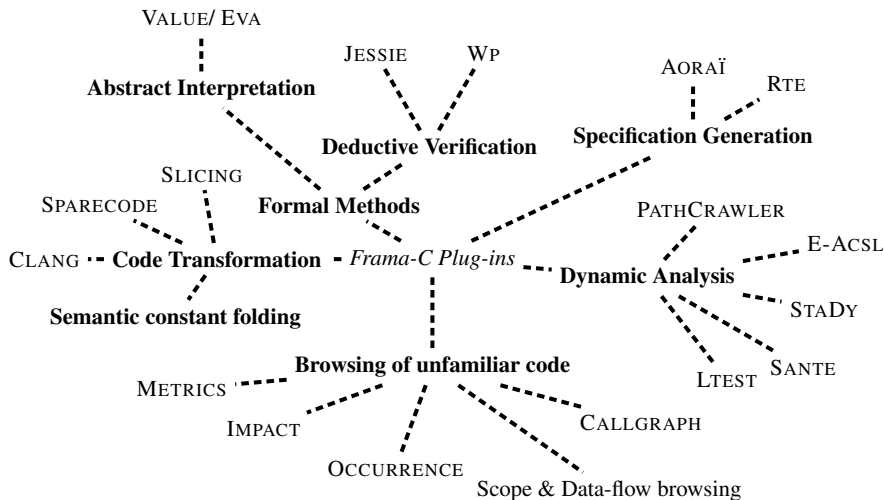 VALUE/ EVA
JESSIE
WP
AORAÏ
RTE
Abstract Interpretation
Deductive Verification
Specification Generation
SLICING
SPARECODE
Formal Methods
PATHCRAWLER
E-ACSL
CLANG
Code Transformation
Frama-C Plug-ins
Dynamic Analysis
Semantic constant folding
STADY
Browsing of unfamiliar code
SANTE
LTEST
METRICS
IMPACT
CALLGRAPH
OCCURRENCE
Scope & Data-flow browsing